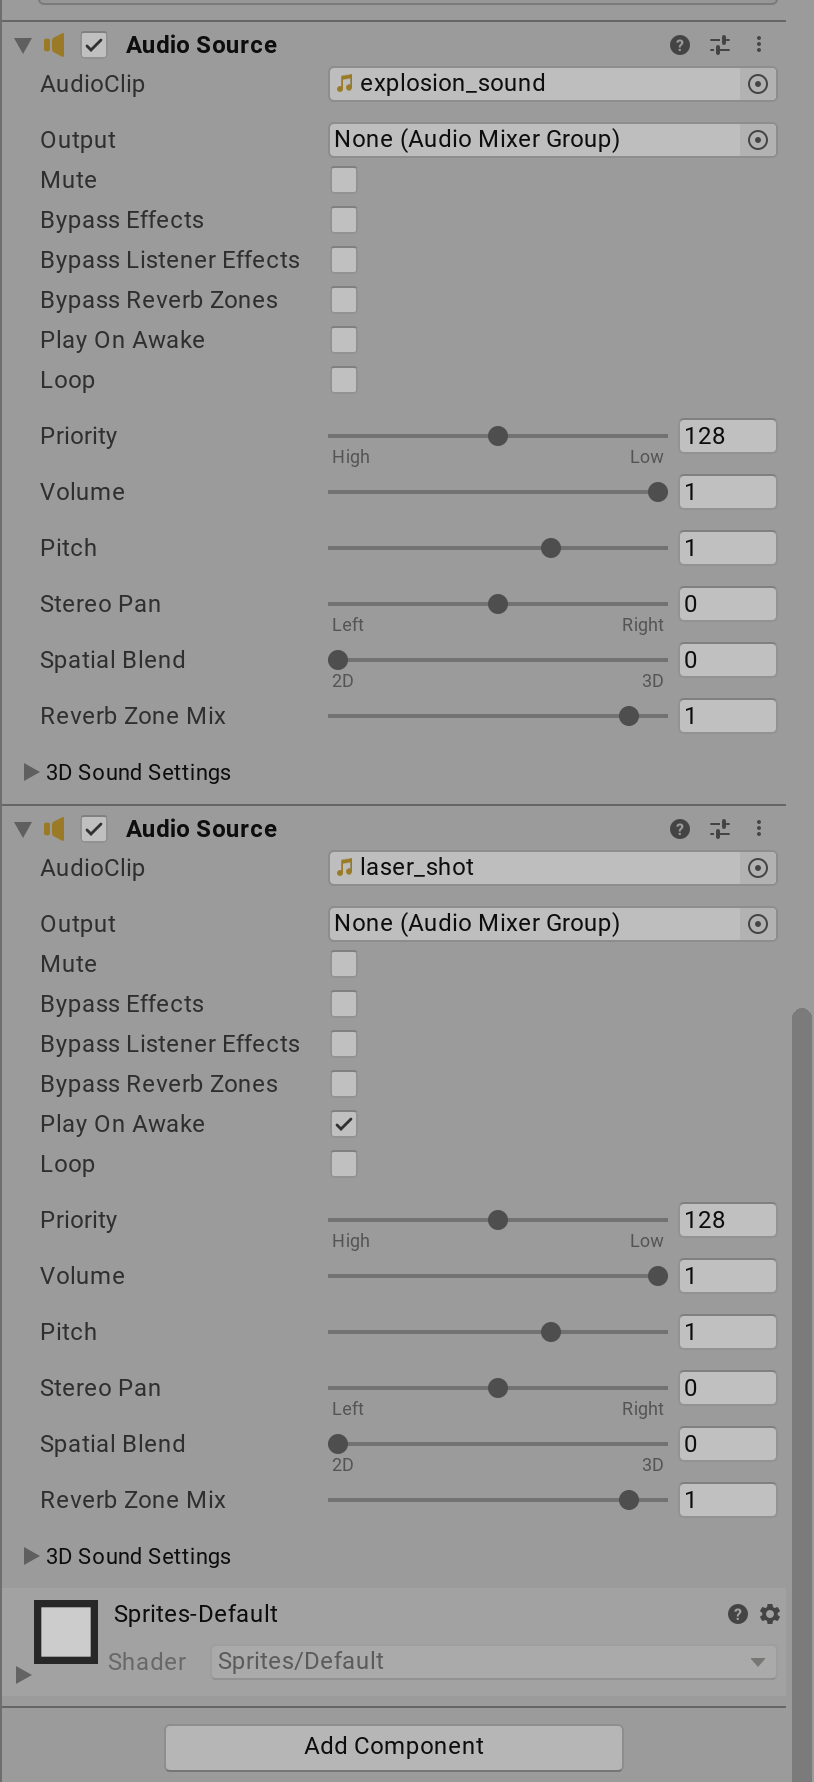 Audio Source
AudioClip explosion_sound
Output None (Audio Mixer Group)
Mute
Bypass Effects
Bypass Listener Effects
Bypass Reverb Zones
Play On Awake
Loop
Priority 128
High Low
Volume 1
Pitch 1
Stereo Pan 0
Left Right
Spatial Blend 0
2D 3D
Reverb Zone Mix 1
3D Sound Settings
Audio Source
AudioClip laser_shot
Output None (Audio Mixer Group)
Mute
Bypass Effects
Bypass Listener Effects
Bypass Reverb Zones
Play On Awake
Loop
Priority 128
High Low
Volume 1
Pitch 1
Stereo Pan 0
Left Right
Spatial Blend 0
2D 3D
Reverb Zone Mix 1
3D Sound Settings
Sprites-Default
Shader Sprites/Default
Add Component